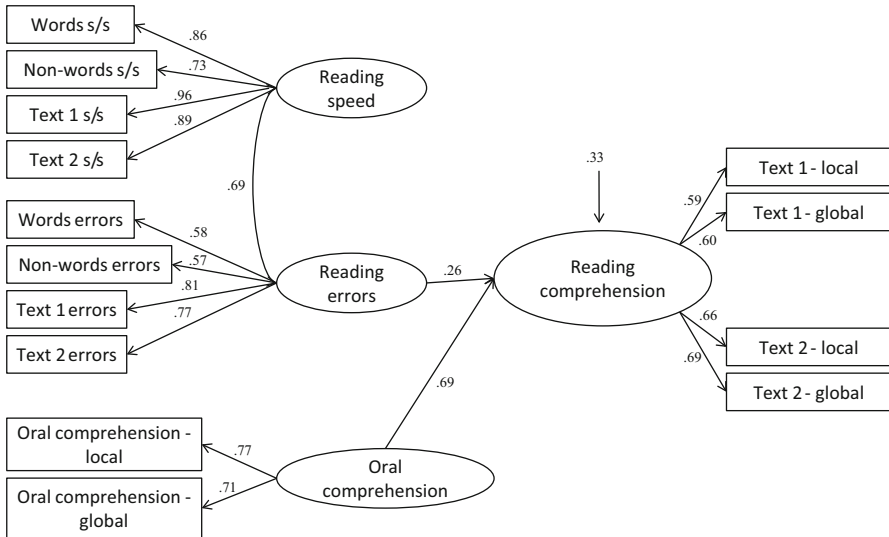 Words s/s
Non-words s/s
Text 1 s/s
Text 2 s/s
.86
.73
.96
.89
Reading
speed
.69
Words errors
Non-words errors
Text 1 errors
Text 2 errors
.58
.57
.81
.77
Reading
errors
.26
.33
Reading
comprehension
.59
.60
.66
.69
Text 1 - local
Text 1 - global
Text 2 - local
Text 2 - global
.69
Oral comprehension -
local
Oral comprehension -
global
.77
.71
Oral
comprehension